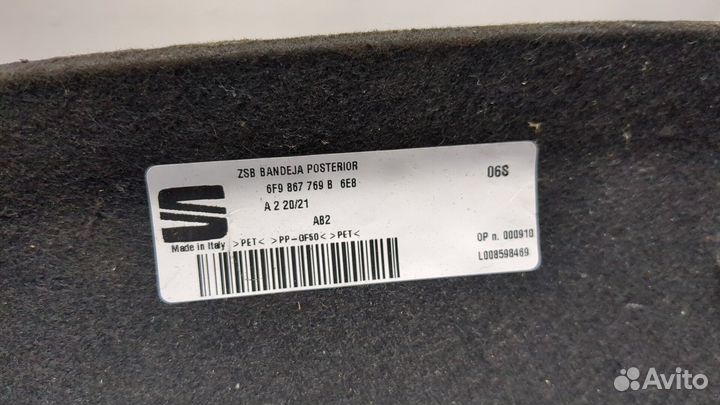 ZSB BANDEJA POSTERIOR
6F9 867 769 B 6E8
06S
A 2 20/21
AB2
Made in Italy >PET< >PP-GF50< >PET<
OP n. 000910
L008598469
Avito